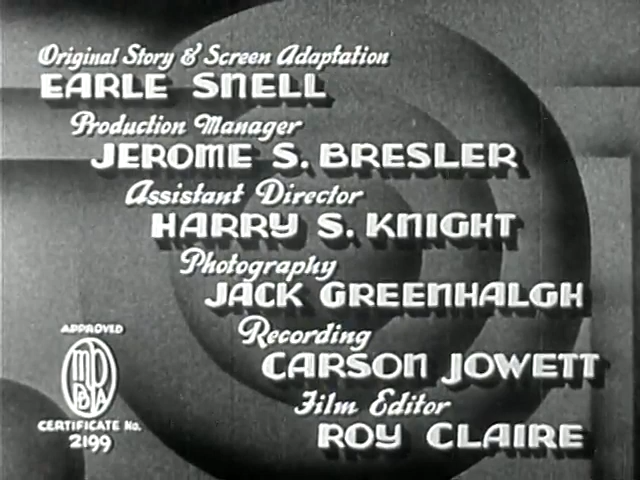 Original Story & Screen Adaptation
EARLE SNELL
Production Manager
JEROME S. BRESLER
Assistant Director
HARRY S. KNIGHT
Photography
JACK GREENHALGH
Recording
CARSON JOWETT
Film Editor
ROY CLAIRE
APPROVED
MPPDA
CERTIFICATE No.
2199